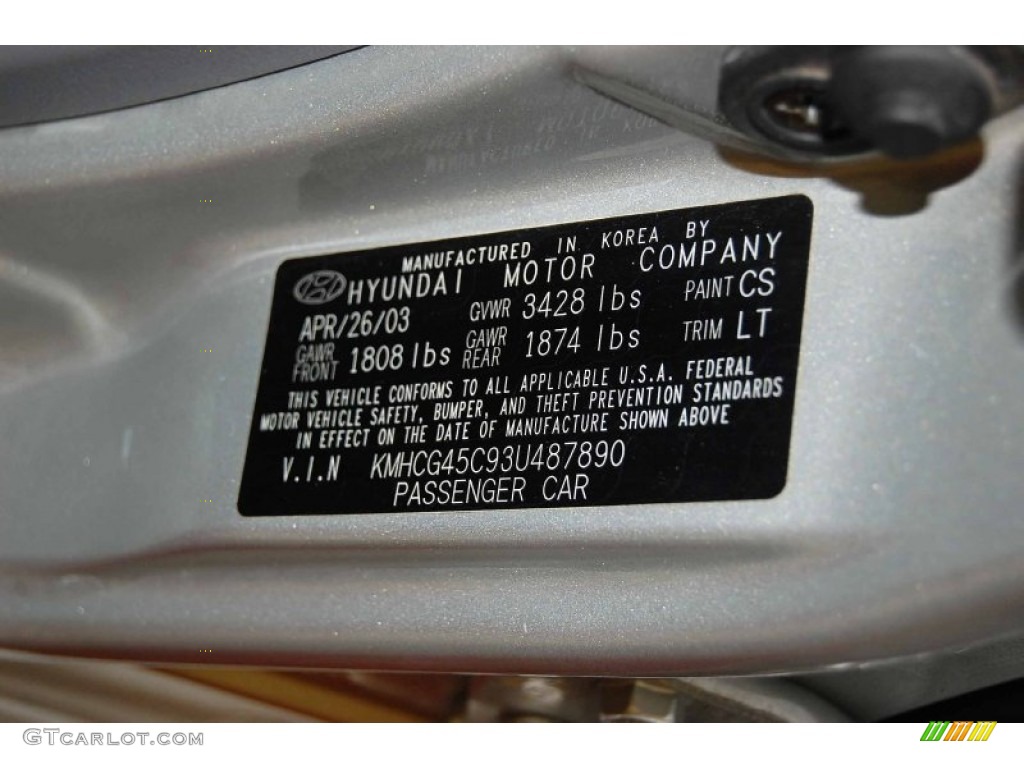 MANUFACTURED IN KOREA BY
HYUNDAI MOTOR COMPANY
APR/26/03 GVWR 3428 lbs PAINT CS
GAWR FRONT 1808 lbs GAWR REAR 1874 lbs TRIM LT
THIS VEHICLE CONFORMS TO ALL APPLICABLE U.S.A. FEDERAL
MOTOR VEHICLE SAFETY, BUMPER, AND THEFT PREVENTION STANDARDS
IN EFFECT ON THE DATE OF MANUFACTURE SHOWN ABOVE
V.I.N KMHCG45C93U487890
PASSENGER CAR
GTCARLOT.COM